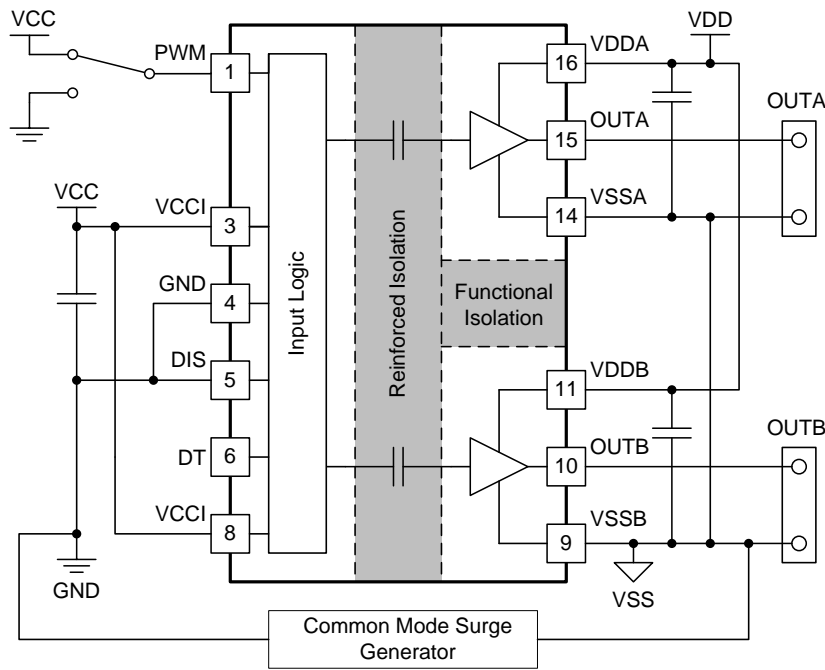 VCC
PWM
1
VCC
VCCI
3
GND
4
DIS
5
DT
6
VCCI
8
GND
Input Logic
Reinforced Isolation
Functional
Isolation
VDD
VDDA
16
OUTA
15
VSSA
14
OUTA
VDDB
11
OUTB
10
VSSB
9
OUTB
VSS
Common Mode Surge
Generator